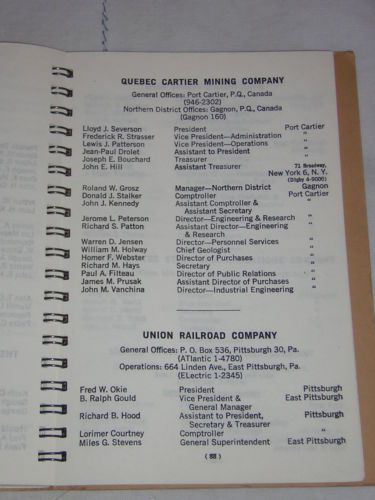 QUEBEC CARTIER MINING COMPANY
General Offices: Port Cartier, P.Q., Canada
(946-2302)
Northern District Offices: Gagnon, P.Q., Canada
(Gagnon 160)
Lloyd J. Severson President Port Cartier
Frederick R. Strasser Vice President—Administration "
Lewis J. Patterson Vice President—Operations "
Jean-Paul Drolet Assistant to President "
Joseph E. Bouchard Treasurer "
John E. Hill Assistant Treasurer 71 Broadway,
New York 6, N. Y.
(DIgby 4-9000)
Roland W. Grosz Manager—Northern District Gagnon
Donald J. Stalker Comptroller Port Cartier
John J. Kennedy Assistant Comptroller &
Assistant Secretary "
Jerome L. Peterson Director—Engineering & Research "
Richard S. Patton Assistant Director—Engineering
& Research "
Warren D. Jensen Director—Personnel Services "
William M. Holway Chief Geologist "
Homer F. Webster Director of Purchases "
Richard M. Hays Secretary "
Paul A. Filteau Director of Public Relations "
James M. Prusak Assistant Director of Purchases "
John M. Vanchina Director—Industrial Engineering "
UNION RAILROAD COMPANY
General Offices: P. O. Box 536, Pittsburgh 30, Pa.
(ATlantic 1-4780)
Operations: 664 Linden Ave., East Pittsburgh, Pa.
(ELectric 1-2345)
Fred W. Okie President Pittsburgh
B. Ralph Gould Vice President & East Pittsburgh
General Manager
Richard B. Hood Assistant to President, Pittsburgh
Secretary & Treasurer
Lorimer Courtney Comptroller "
Miles G. Stevens General Superintendent East Pittsburgh
(88)